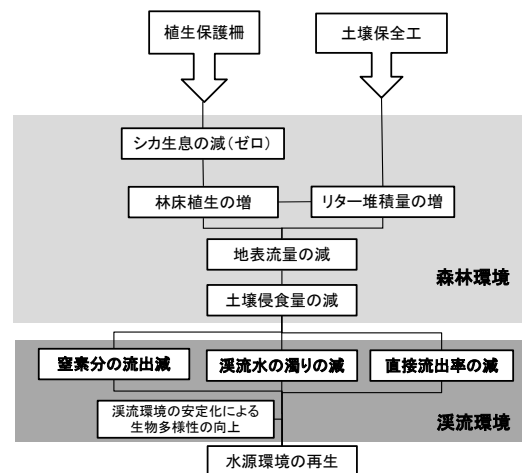 植生保護柵
土壌保全工
シカ生息の減(ゼロ)
林床植生の増
リター堆積量の増
地表流量の減
森林環境
土壌侵食量の減
窒素分の流出減
渓流水の濁りの減
直接流出率の減
渓流環境の安定化による
生物多様性の向上
渓流環境
水源環境の再生